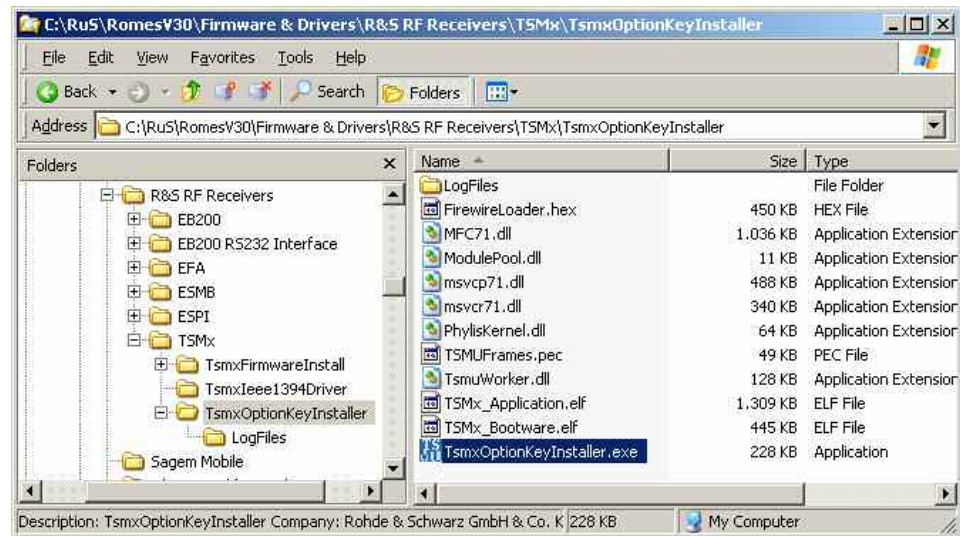 C:\RuS\RomesV30\Firmware & Drivers\R&S RF Receivers\TSMx\TsmxOptionKeyInstaller
File Edit View Favorites Tools Help
Back Search Folders
Address C:\RuS\RomesV30\Firmware & Drivers\R&S RF Receivers\TSMx\TsmxOptionKeyInstaller
Folders x
R&S RF Receivers
EB200
EB200 RS232 Interface
EFA
ESMB
ESPI
TSMx
TsmxFirmwareInstall
TsmxIeee1394Driver
TsmxOptionKeyInstaller
LogFiles
Sagem Mobile
Name Size Type
LogFiles File Folder
FirewireLoader.hex 450 KB HEX File
MFC71.dll 1.036 KB Application Extension
ModulePool.dll 11 KB Application Extension
msvcp71.dll 488 KB Application Extension
msvcr71.dll 340 KB Application Extension
PhylisKernel.dll 64 KB Application Extension
TSMUFrames.pec 49 KB PEC File
TsmuWorker.dll 128 KB Application Extension
TSMx_Application.elf 1.309 KB ELF File
TSMx_Bootware.elf 445 KB ELF File
TsmxOptionKeyInstaller.exe 228 KB Application
Description: TsmxOptionKeyInstaller Company: Rohde & Schwarz GmbH & Co. K 228 KB My Computer